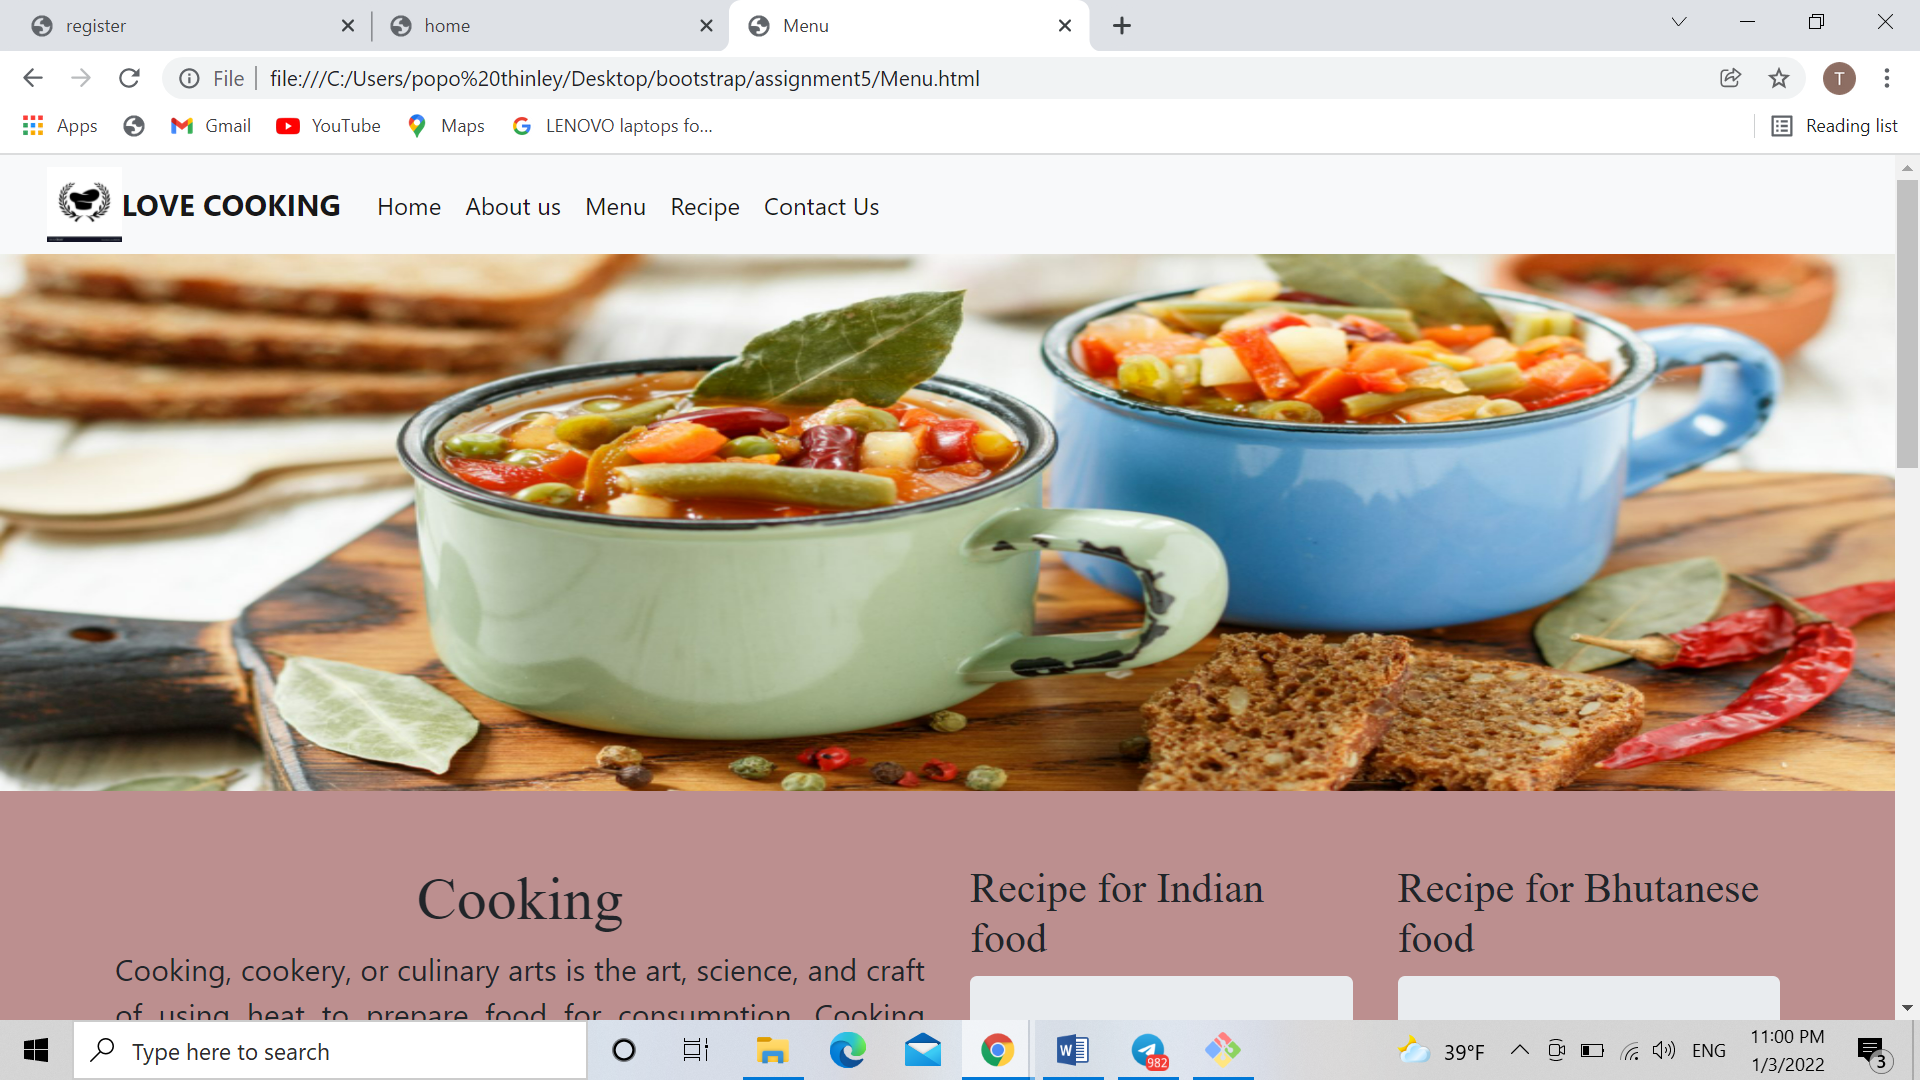 register
home
Menu
File
file:///C:/Users/popo%20thinley/Desktop/bootstrap/assignment5/Menu.html
T
Apps
Gmail
YouTube
Maps
LENOVO laptops fo...
Reading list
LOVE COOKING
Home
About us
Menu
Recipe
Contact Us
Cooking
Cooking, cookery, or culinary arts is the art, science, and craft
of using heat to prepare food for consumption. Cooking
Recipe for Indian
food
Recipe for Bhutanese
food
Type here to search
982
39°F
ENG
11:00 PM
1/3/2022
3